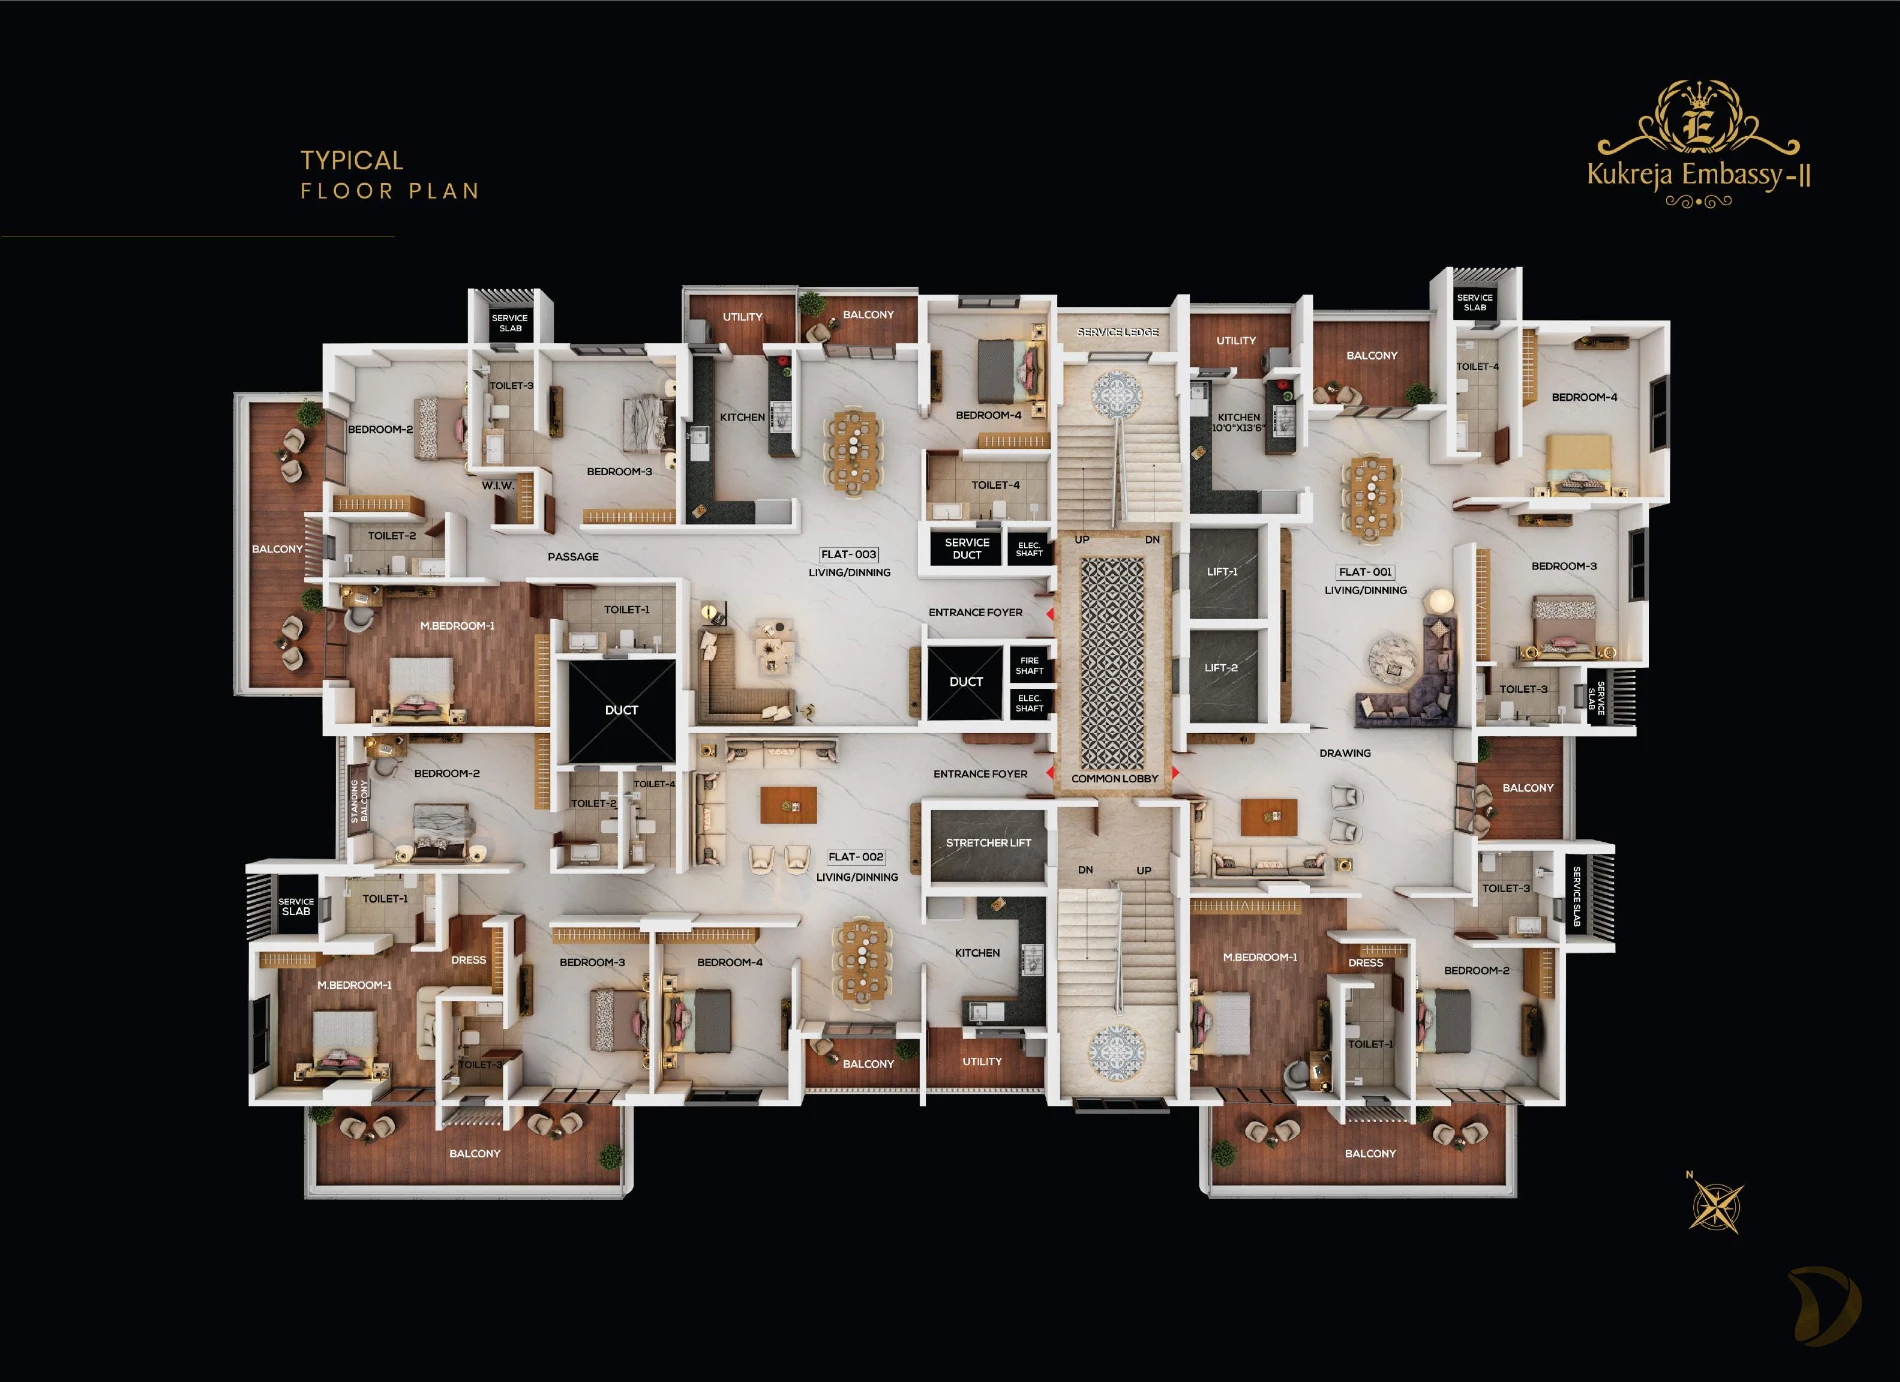 TYPICAL
FLOOR PLAN
E
Kukreja Embassy-II
SERVICE
SLAB
UTILITY
BALCONY
SERVICE LEDGE
UTILITY
BALCONY
SERVICE
SLAB
TOILET-3
BEDROOM-2
BEDROOM-3
W.I.W.
KITCHEN
BEDROOM-4
TOILET-4
KITCHEN
10'0"X13'6"
TOILET-4
BEDROOM-4
BALCONY
TOILET-2
PASSAGE
FLAT-003
LIVING/DINNING
SERVICE
DUCT
ELEC.
SHAFT
UP
DN
LIFT-1
FLAT-001
LIVING/DINNING
BEDROOM-3
M.BEDROOM-1
TOILET-1
ENTRANCE FOYER
DUCT
DUCT
FIRE
SHAFT
ELEC.
SHAFT
LIFT-2
TOILET-3
SERVICE
SLAB
BEDROOM-2
STANDING
BALCONY
TOILET-2
TOILET-4
ENTRANCE FOYER
COMMON LOBBY
DRAWING
BALCONY
FLAT-002
LIVING/DINNING
STRETCHER LIFT
DN
UP
SERVICE
SLAB
TOILET-1
TOILET-3
SERVICE SLAB
DRESS
M.BEDROOM-1
BEDROOM-3
BEDROOM-4
KITCHEN
M.BEDROOM-1
DRESS
BEDROOM-2
TOILET-3
BALCONY
UTILITY
TOILET-1
BALCONY
BALCONY
N